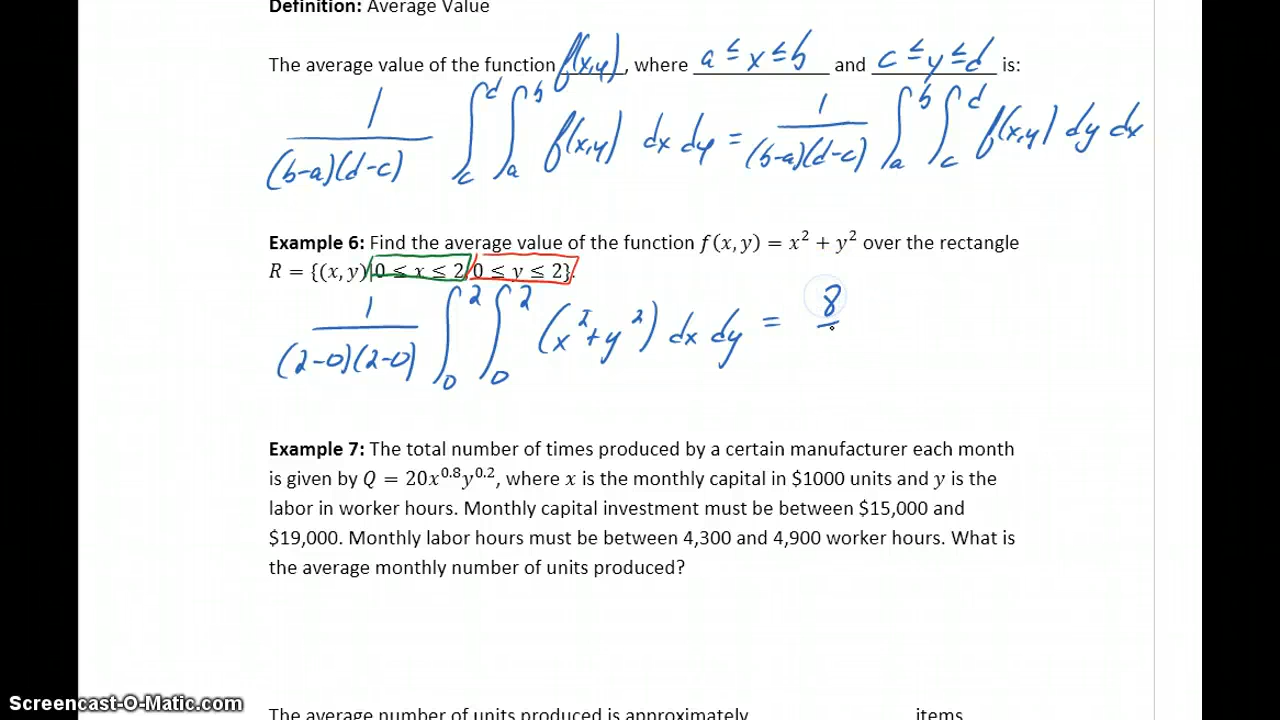 Definition: Average Value
The average value of the function f(x,y), where a ≤ x ≤ b and c ≤ y ≤ d is:
1/((b-a)(d-c)) ∫_c^d ∫_a^b f(x,y) dx dy = 1/((b-a)(d-c)) ∫_a^b ∫_c^d f(x,y) dy dx
Example 6: Find the average value of the function f(x, y) = x² + y² over the rectangle
R = {(x, y)|0 ≤ x ≤ 2, 0 ≤ y ≤ 2}.
1/((2-0)(2-0)) ∫_0^2 ∫_0^2 (x²+y²) dx dy = 8
Example 7: The total number of times produced by a certain manufacturer each month
is given by Q = 20x^0.8y^0.2, where x is the monthly capital in $1000 units and y is the
labor in worker hours. Monthly capital investment must be between $15,000 and
$19,000. Monthly labor hours must be between 4,300 and 4,900 worker hours. What is
the average monthly number of units produced?
Screencast-O-Matic.com
The average number of units produced is approximately ______ items